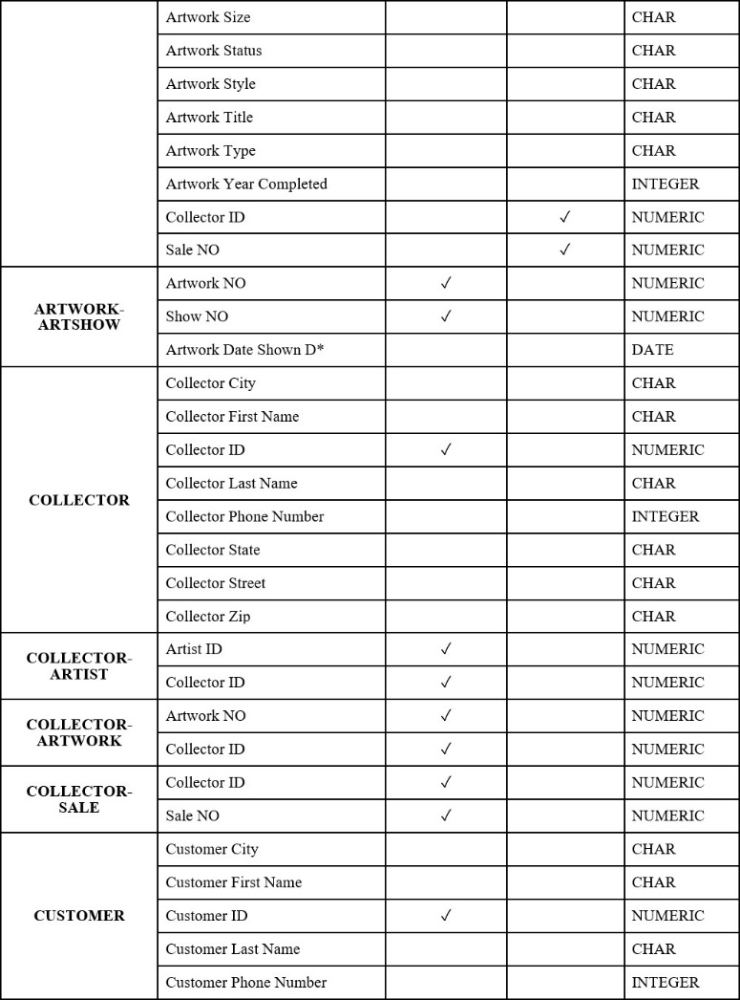 Artwork Size CHAR
Artwork Status CHAR
Artwork Style CHAR
Artwork Title CHAR
Artwork Type CHAR
Artwork Year Completed INTEGER
Collector ID ✓ NUMERIC
Sale NO ✓ NUMERIC
ARTWORK-
ARTSHOW
Artwork NO ✓ NUMERIC
Show NO ✓ NUMERIC
Artwork Date Shown D* DATE
COLLECTOR
Collector City CHAR
Collector First Name CHAR
Collector ID ✓ NUMERIC
Collector Last Name CHAR
Collector Phone Number INTEGER
Collector State CHAR
Collector Street CHAR
Collector Zip CHAR
COLLECTOR-
ARTIST
Artist ID ✓ NUMERIC
Collector ID ✓ NUMERIC
COLLECTOR-
ARTWORK
Artwork NO ✓ NUMERIC
Collector ID ✓ NUMERIC
COLLECTOR-
SALE
Collector ID ✓ NUMERIC
Sale NO ✓ NUMERIC
CUSTOMER
Customer City CHAR
Customer First Name CHAR
Customer ID ✓ NUMERIC
Customer Last Name CHAR
Customer Phone Number INTEGER